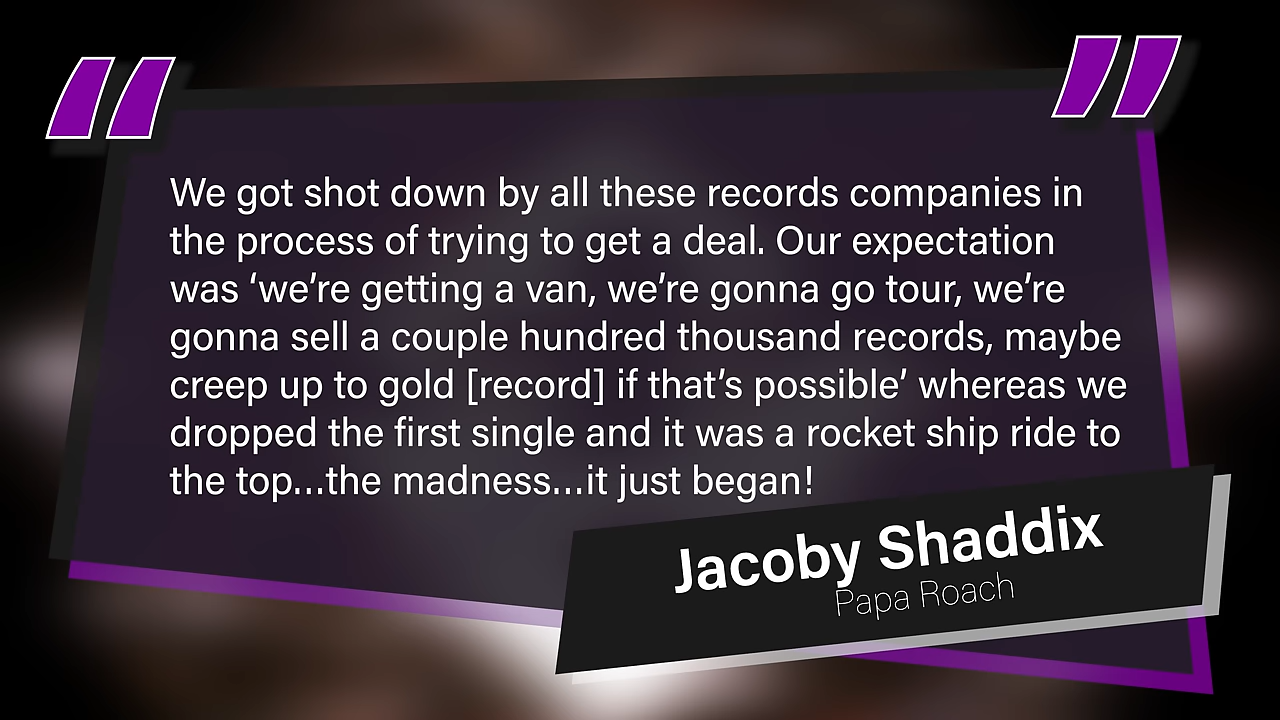 We got shot down by all these records companies in
the process of trying to get a deal. Our expectation
was ‘we’re getting a van, we’re gonna go tour, we’re
gonna sell a couple hundred thousand records, maybe
creep up to gold [record] if that’s possible’ whereas we
dropped the first single and it was a rocket ship ride to
the top...the madness...it just began!
Jacoby Shaddix
Papa Roach